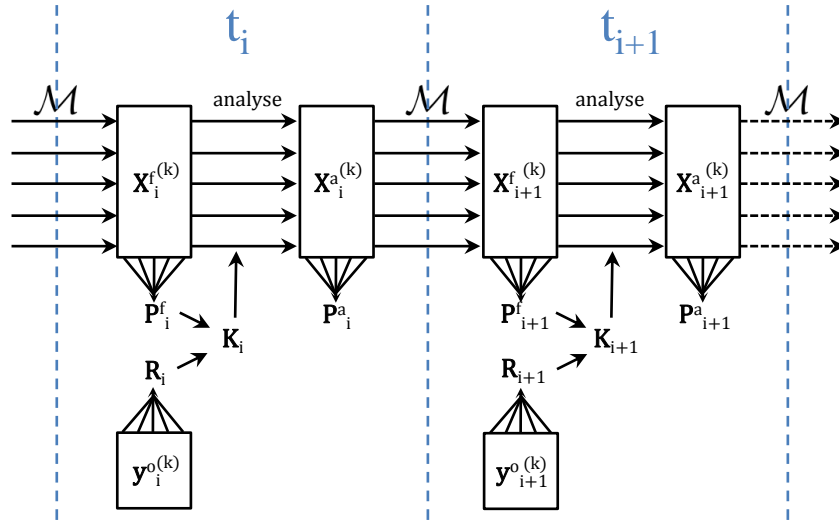 t_i t_{i+1}
ℳ analyse ℳ analyse ℳ
X^f_i^(k) X^a_i^(k) X^f_{i+1}^(k) X^a_{i+1}^(k)
P^f_i P^a_i P^f_{i+1} P^a_{i+1}
K_i K_{i+1}
R_i R_{i+1}
y^o_i^(k) y^o_{i+1}^(k)